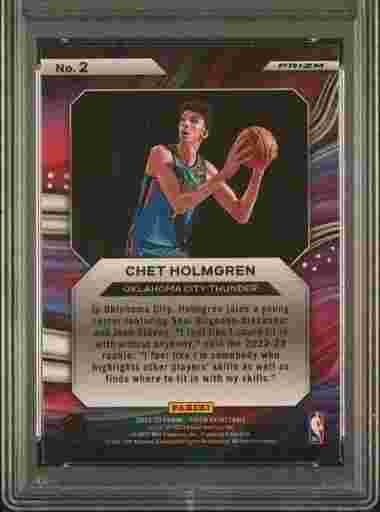 No. 2
PRIZM
CHET HOLMGREN
OKLAHOMA CITY THUNDER
In Oklahoma City, Holmgren joins a young
roster featuring Shai Gilgeous-Alexander
and Josh Giddey. "I feel like I could fit in
with without anybody," said the 2022-23
rookie. "I feel like I'm somebody who
highlights other players' skills as well as
finds where to fit in with my skills."
PANINI